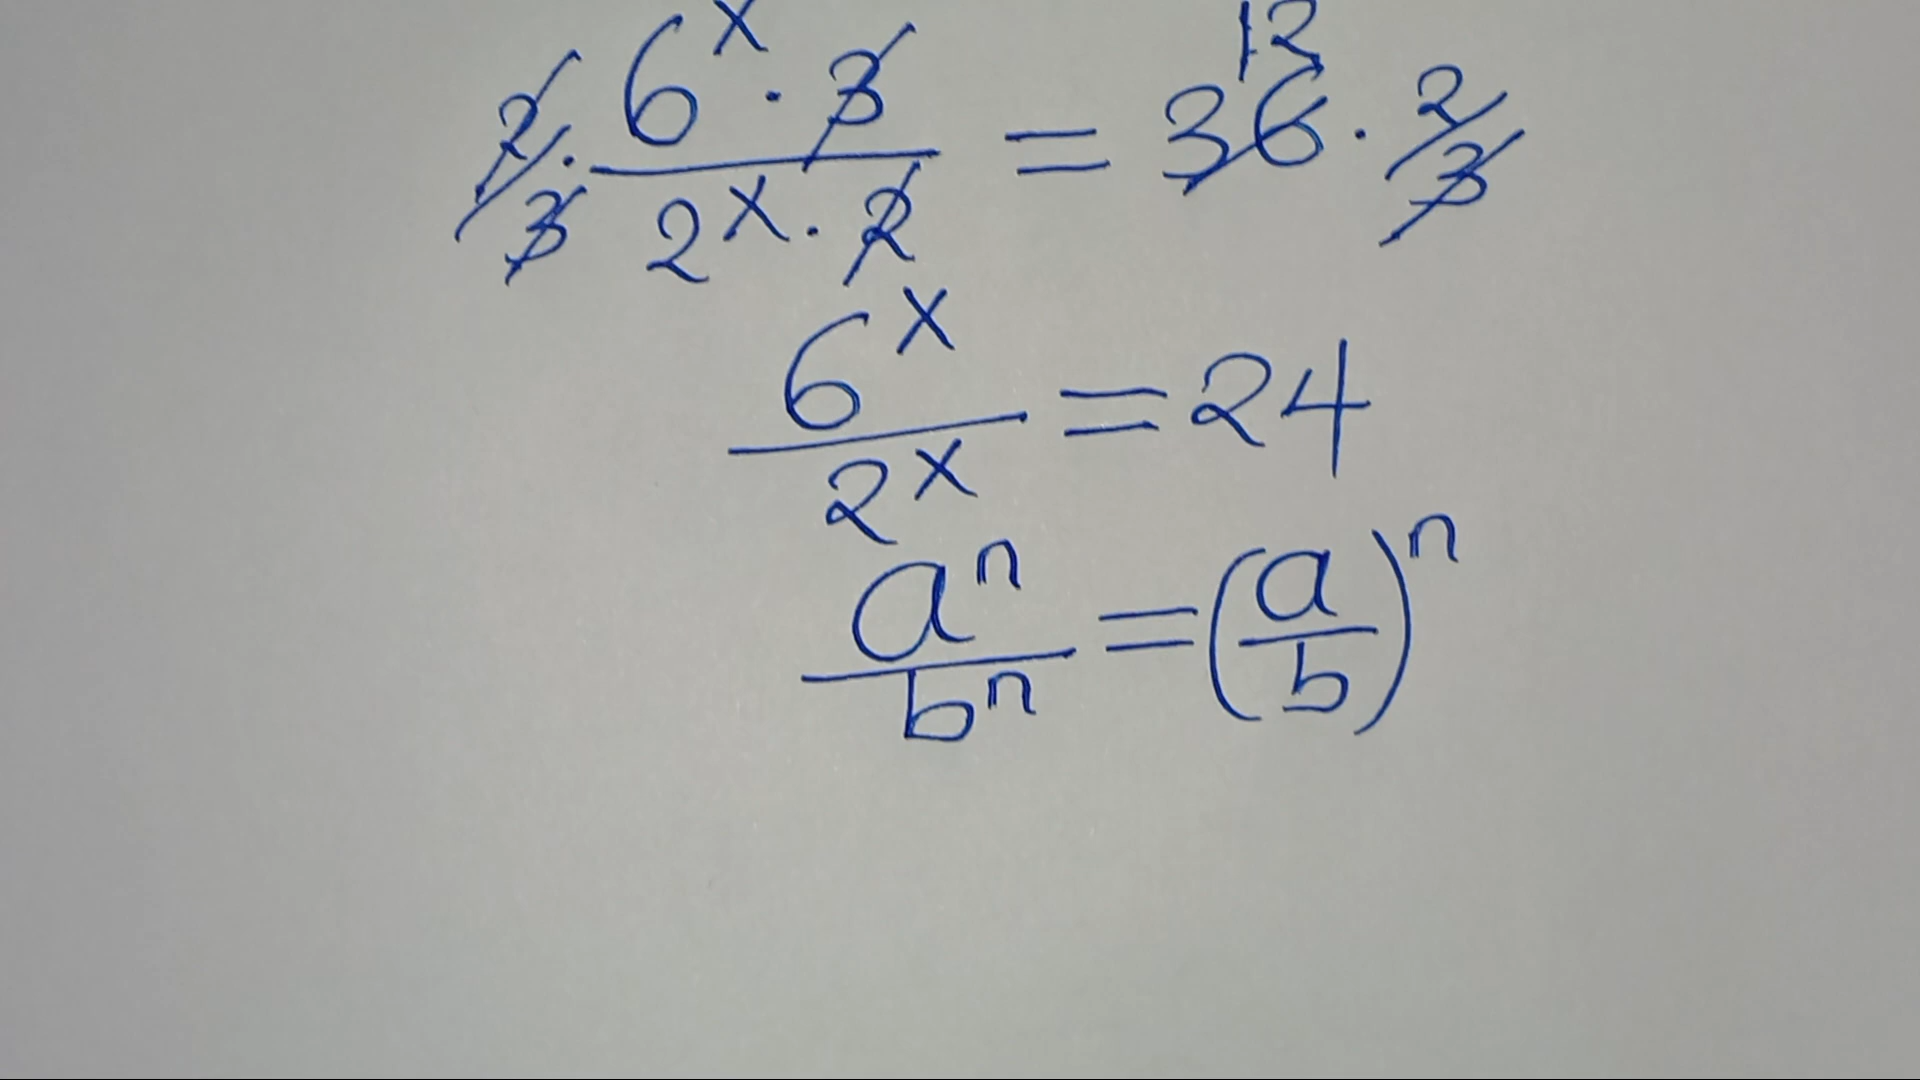 2/3 · 6^x · 3 / 2^x · 2 = 36 · 2/3 12
6^x / 2^x = 24
a^n / b^n = (a/b)^n